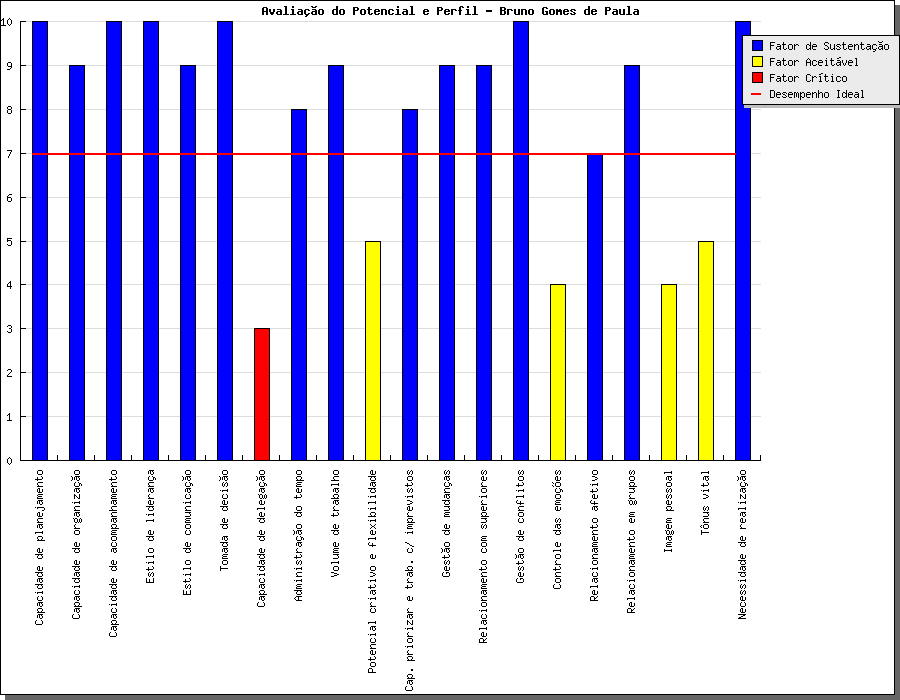 Avaliação do Potencial e Perfil - Bruno Gomes de Paula
Fator de Sustentação
Fator Aceitável
Fator Crítico
Desempenho Ideal
10
9
8
7
6
5
4
3
2
1
0
Capacidade de planejamento
Capacidade de organização
Capacidade de acompanhamento
Estilo de liderança
Estilo de comunicação
Tomada de decisão
Capacidade de delegação
Administração do tempo
Volume de trabalho
Potencial criativo e flexibilidade
Cap. priorizar e trab. c/ imprevistos
Gestão de mudanças
Relacionamento com superiores
Gestão de conflitos
Controle das emoções
Relacionamento afetivo
Relacionamento em grupos
Imagem pessoal
Tônus vital
Necessidade de realização